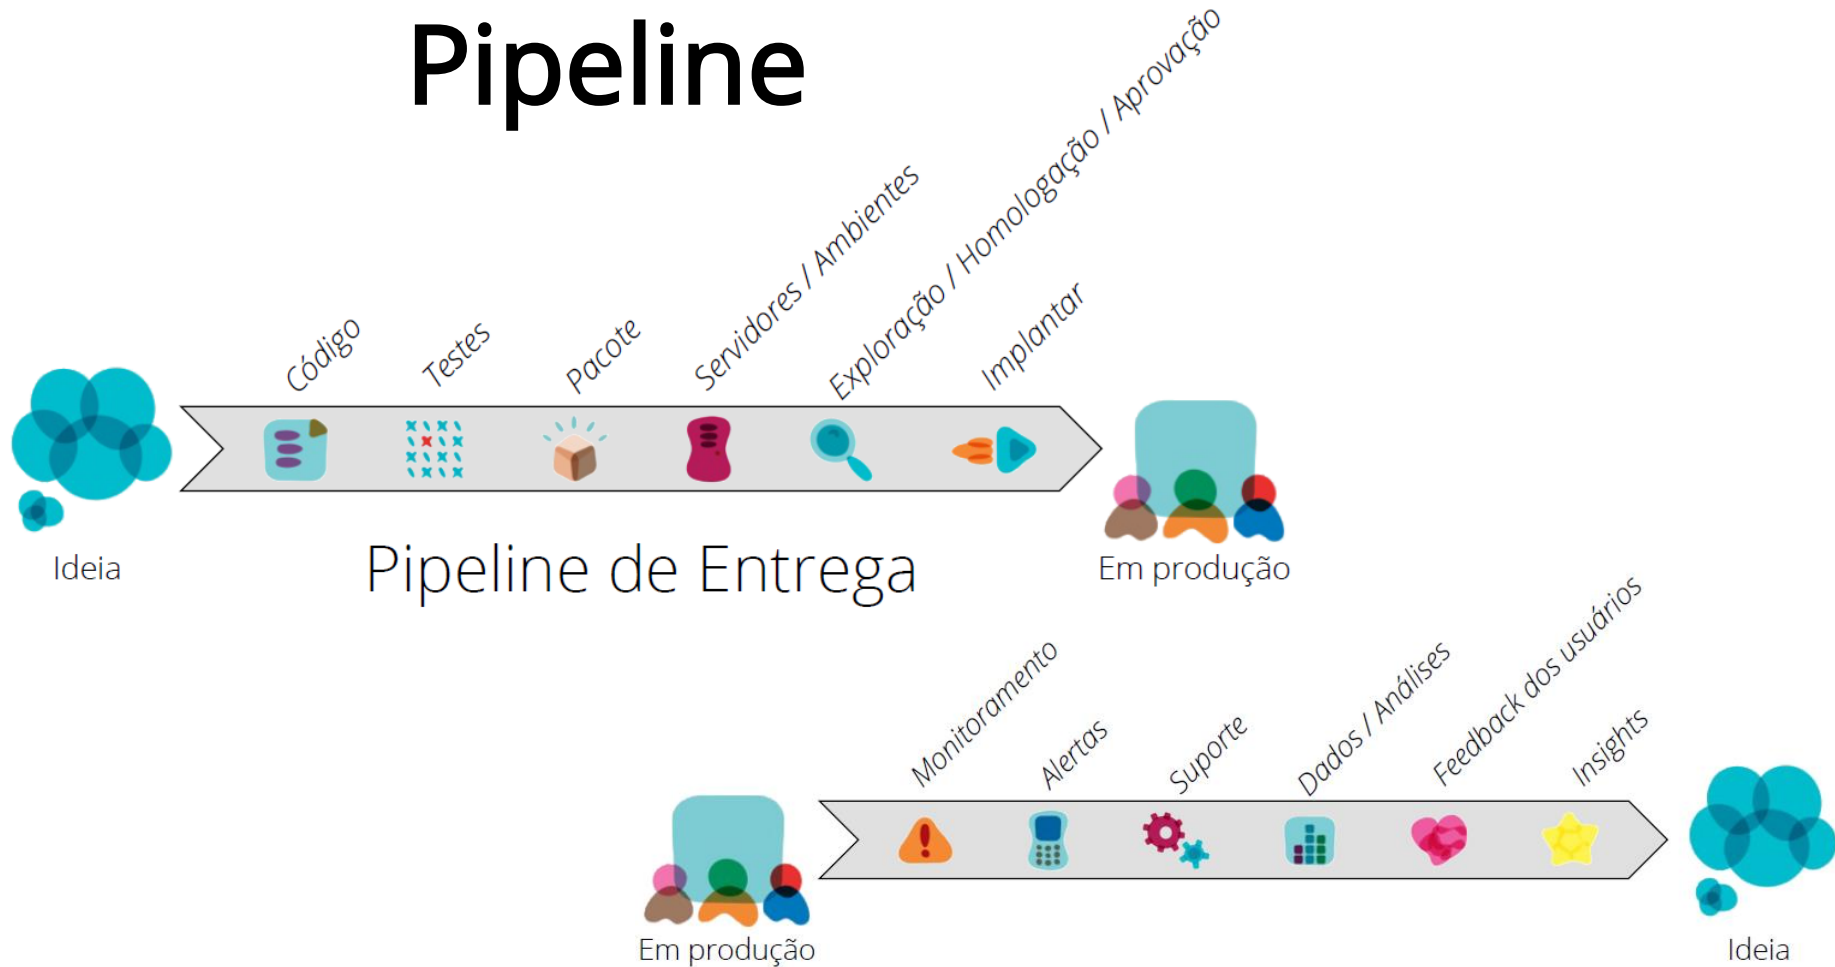 Pipeline
Código
Testes
Pacote
Servidores / Ambientes
Exploração / Homologação / Aprovação
Implantar
Ideia
Pipeline de Entrega
Em produção
Monitoramento
Alertas
Suporte
Dados / Análises
Feedback dos usuários
Insights
Em produção
Ideia